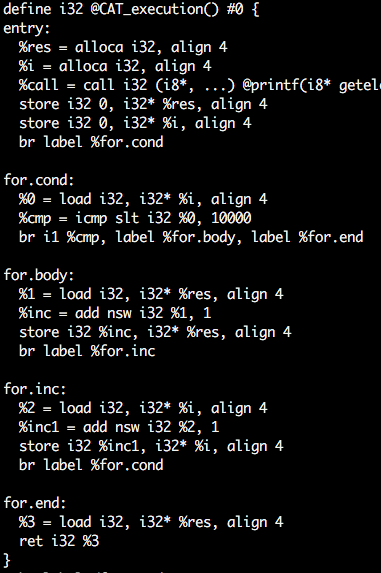 define i32 @CAT_execution() #0 {
entry:
  %res = alloca i32, align 4
  %i = alloca i32, align 4
  %call = call i32 (i8*, ...) @printf(i8* getele
  store i32 0, i32* %res, align 4
  store i32 0, i32* %i, align 4
  br label %for.cond

for.cond:
  %0 = load i32, i32* %i, align 4
  %cmp = icmp slt i32 %0, 10000
  br i1 %cmp, label %for.body, label %for.end

for.body:
  %1 = load i32, i32* %res, align 4
  %inc = add nsw i32 %1, 1
  store i32 %inc, i32* %res, align 4
  br label %for.inc

for.inc:
  %2 = load i32, i32* %i, align 4
  %inc1 = add nsw i32 %2, 1
  store i32 %inc1, i32* %i, align 4
  br label %for.cond

for.end:
  %3 = load i32, i32* %res, align 4
  ret i32 %3
}